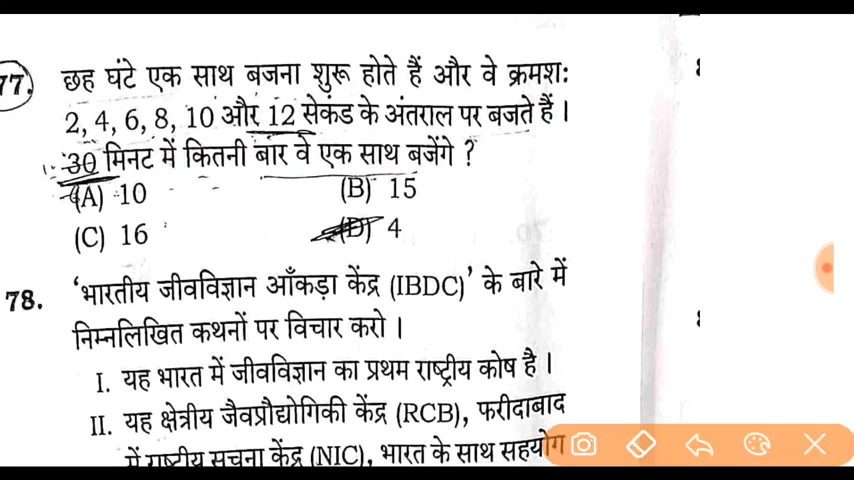 77. छह घंटे एक साथ बजना शुरू होते हैं और वे क्रमशः
2, 4, 6, 8, 10 और 12 सेकंड के अंतराल पर बजते हैं ।
30 मिनट में कितनी बार वे एक साथ बजेंगे ?
(A) 10 (B) 15
(C) 16 (D) 4
78. 'भारतीय जीवविज्ञान आँकड़ा केंद्र (IBDC)' के बारे में
निम्नलिखित कथनों पर विचार करो ।
I. यह भारत में जीवविज्ञान का प्रथम राष्ट्रीय कोष है ।
II. यह क्षेत्रीय जैवप्रौद्योगिकी केंद्र (RCB), फरीदाबाद
में राष्ट्रीय सूचना केंद्र (NIC), भारत के साथ सहयोग